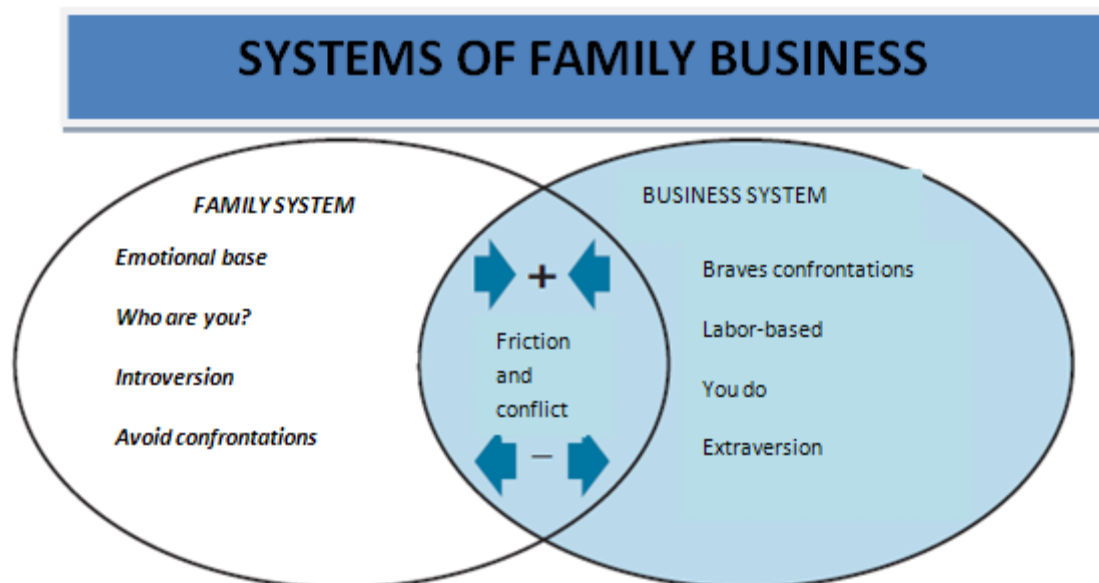 SYSTEMS OF FAMILY BUSINESS
FAMILY SYSTEM
Emotional base
Who are you?
Introversion
Avoid confrontations
+
Friction
and
conflict
–
BUSINESS SYSTEM
Braves confrontations
Labor-based
You do
Extraversion